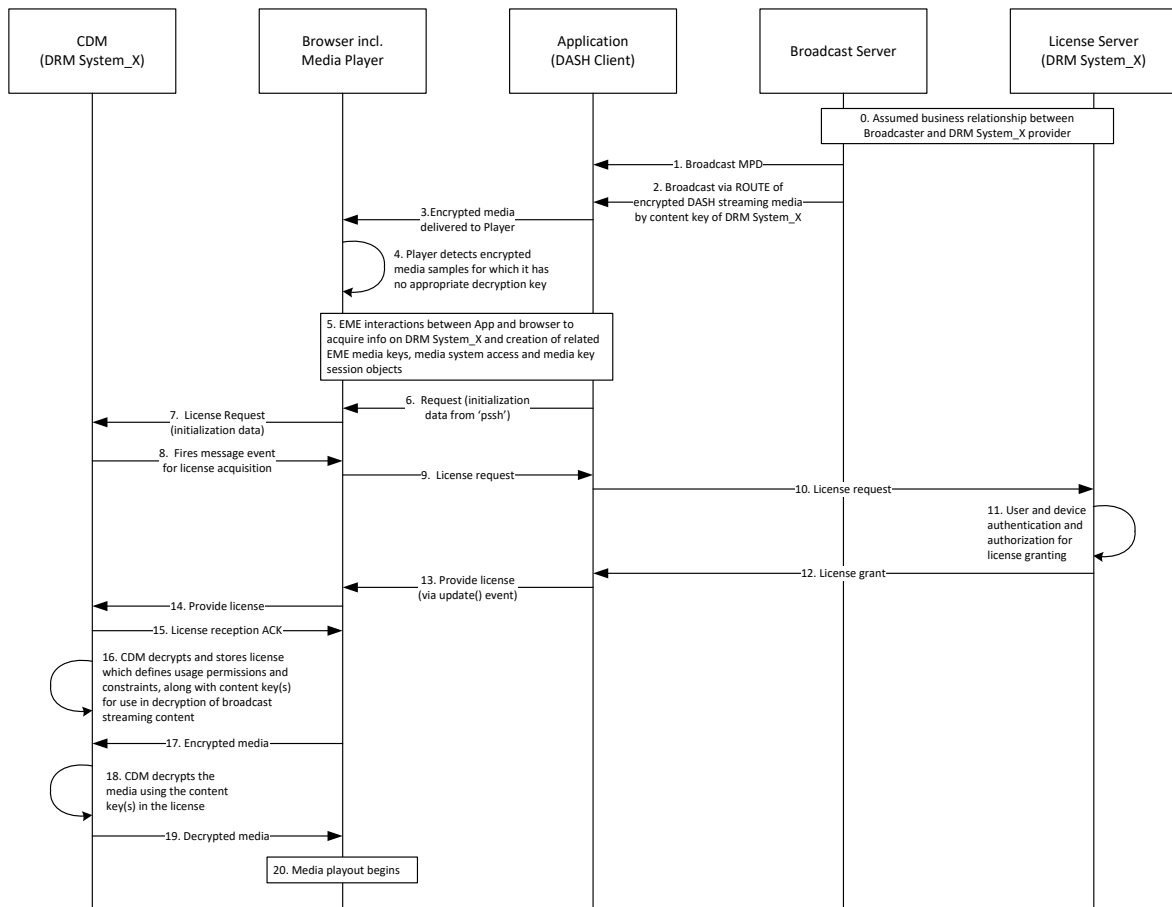 CDM
(DRM System_X)
Browser incl.
Media Player
Application
(DASH Client)
Broadcast Server
License Server
(DRM System_X)
0. Assumed business relationship between
Broadcaster and DRM System_X provider
1. Broadcast MPD
2. Broadcast via ROUTE of
encrypted DASH streaming media
by content key of DRM System_X
3.Encrypted media
delivered to Player
4. Player detects encrypted
media samples for which it has
no appropriate decryption key
5. EME interactions between App and browser to
acquire info on DRM System_X and creation of related
EME media keys, media system access and media key
session objects
6. Request (initialization
data from ‘pssh’)
7. License Request
(initialization data)
8. Fires message event
for license acquisition
9. License request
10. License request
11. User and device
authentication and
authorization for
license granting
12. License grant
13. Provide license
(via update() event)
14. Provide license
15. License reception ACK
16. CDM decrypts and stores license
which defines usage permissions and
constraints, along with content key(s)
for use in decryption of broadcast
streaming content
17. Encrypted media
18. CDM decrypts the
media using the content
key(s) in the license
19. Decrypted media
20. Media playout begins